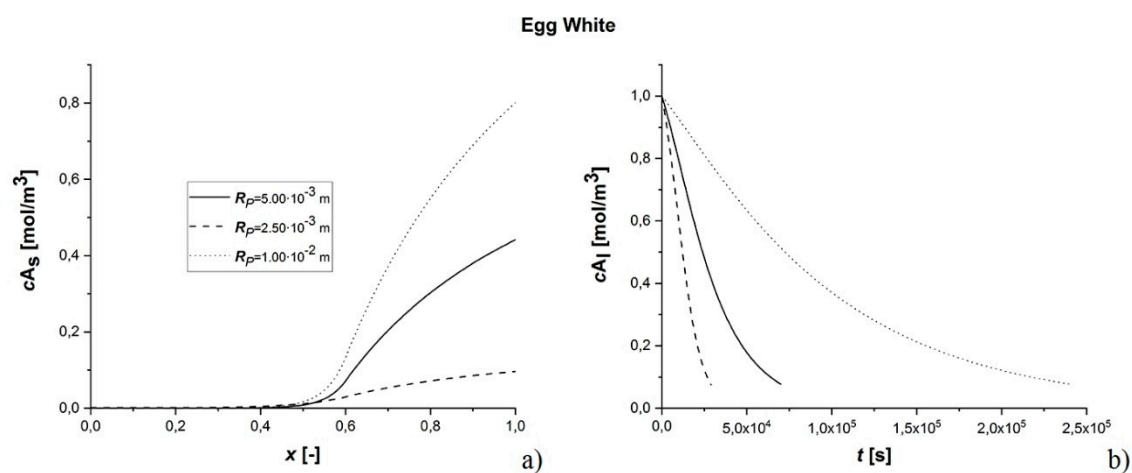 Egg White
0,8
0,6
0,4
0,2
0,0
cAs [mol/m³]
R_P=5.00·10⁻³ m
R_P=2.50·10⁻³ m
R_P=1.00·10⁻² m
0,0 0,2 0,4 0,6 0,8 1,0
x [-]
a)
1,0
0,8
0,6
0,4
0,2
0,0
cAl [mol/m³]
0,0 5,0x10⁴ 1,0x10⁵ 1,5x10⁵ 2,0x10⁵ 2,5x10⁵
t [s]
b)